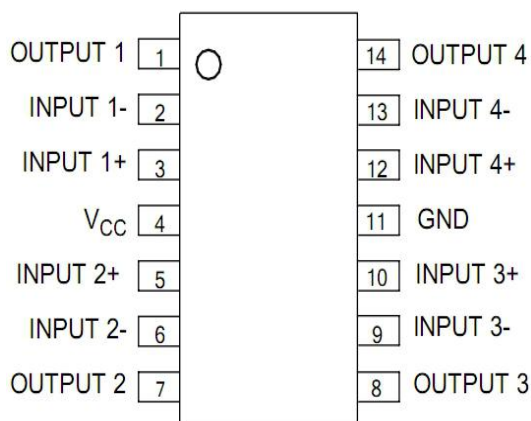 OUTPUT 1 1 14 OUTPUT 4
INPUT 1- 2 13 INPUT 4-
INPUT 1+ 3 12 INPUT 4+
VCC 4 11 GND
INPUT 2+ 5 10 INPUT 3+
INPUT 2- 6 9 INPUT 3-
OUTPUT 2 7 8 OUTPUT 3